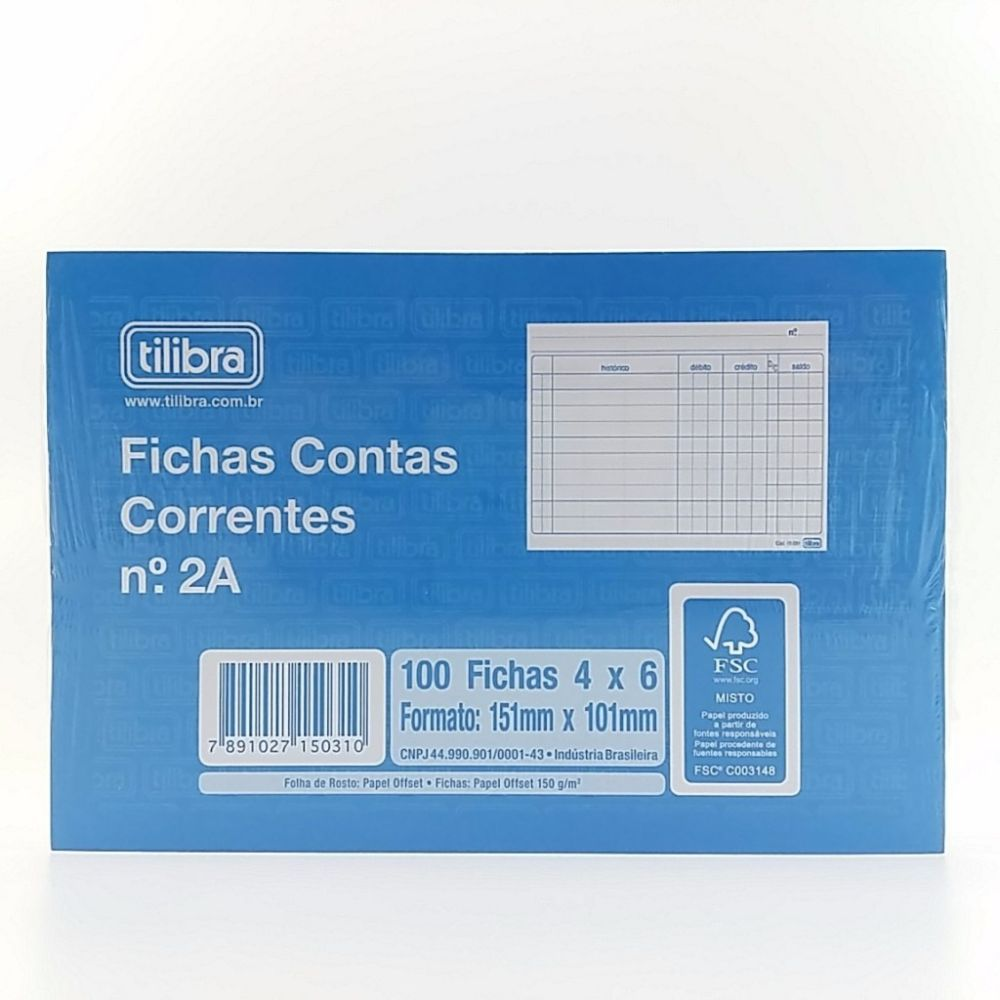 tilibra
www.tilibra.com.br
Fichas Contas
Correntes
nº 2A
nº
histórico débito crédito D/C saldo
tilibra
7 891027 150310
100 Fichas 4 x 6
Formato: 151mm x 101mm
CNPJ 44.990.901/0001-43 • Indústria Brasileira
Folha de Rosto: Papel Offset • Fichas: Papel Offset 150 g/m²
FSC
www.fsc.org
MISTO
Papel produzido
a partir de
fontes responsáveis
Papel procedente de
fuentes responsables
FSC® C003148